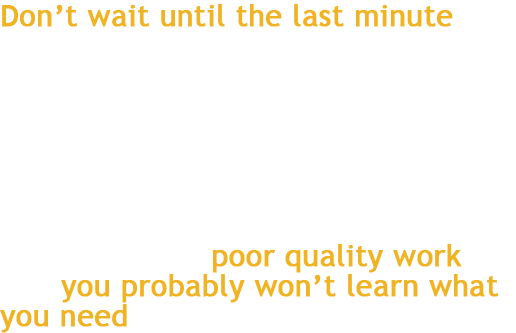 Don’t wait until the last minute
poor quality work
you probably won’t learn what
you need